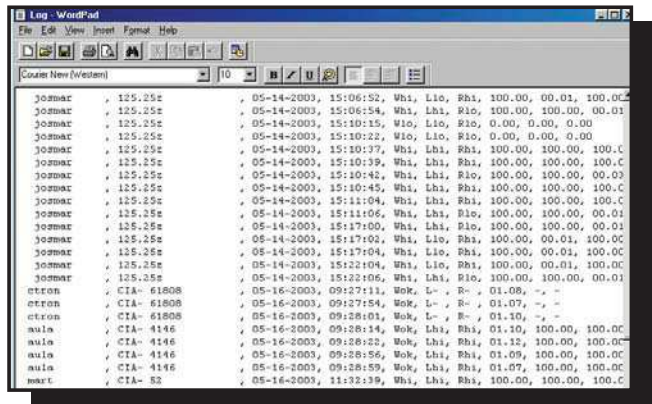 Log - WordPad
File Edit View Insert Format Help
Courier New (Western) 10 B / U
josmar , 125.25z , 05-14-2003, 15:06:52, Whi, Llo, Rhi, 100.00, 00.01, 100.00
josmar , 125.25z , 05-14-2003, 15:06:54, Whi, Lhi, Rlo, 100.00, 100.00, 00.01
josmar , 125.25z , 05-14-2003, 15:10:15, Wlo, Llo, Rlo, 0.00, 0.00, 0.00
josmar , 125.25z , 05-14-2003, 15:10:22, Wlo, Llo, Rlo, 0.00, 0.00, 0.00
josmar , 125.25z , 05-14-2003, 15:10:37, Whi, Lhi, Rhi, 100.00, 100.00, 100.0
josmar , 125.25z , 05-14-2003, 15:10:39, Whi, Lhi, Rhi, 100.00, 100.00, 100.0
josmar , 125.25z , 05-14-2003, 15:10:42, Whi, Lhi, Rlo, 100.00, 100.00, 00.03
josmar , 125.25z , 05-14-2003, 15:10:45, Whi, Lhi, Rhi, 100.00, 100.00, 100.0
josmar , 125.25z , 05-14-2003, 15:11:04, Whi, Lhi, Rhi, 100.00, 100.00, 100.0
josmar , 125.25z , 05-14-2003, 15:11:06, Whi, Lhi, Rlo, 100.00, 100.00, 00.01
josmar , 125.25z , 05-14-2003, 15:17:00, Whi, Lhi, Rlo, 100.00, 100.00, 00.01
josmar , 125.25z , 05-14-2003, 15:17:02, Whi, Llo, Rhi, 100.00, 00.01, 100.00
josmar , 125.25z , 05-14-2003, 15:17:04, Whi, Llo, Rhi, 100.00, 00.01, 100.00
josmar , 125.25z , 05-14-2003, 15:22:04, Whi, Llo, Rhi, 100.00, 00.01, 100.00
josmar , 125.25z , 05-14-2003, 15:22:06, Whi, Lhi, Rlo, 100.00, 100.00, 00.01
ctron , CIA- 61808 , 05-16-2003, 09:27:11, Wok, L- , R- , 01.08, -, -
ctron , CIA- 61808 , 05-16-2003, 09:27:54, Wok, L- , R- , 01.07, -, -
ctron , CIA- 61808 , 05-16-2003, 09:28:01, Wok, L- , R- , 01.10, -, -
mula , CIA- 4146 , 05-16-2003, 09:28:14, Wok, Lhi, Rhi, 01.10, 100.00, 100.00
mula , CIA- 4146 , 05-16-2003, 09:28:22, Wok, Lhi, Rhi, 01.12, 100.00, 100.00
mula , CIA- 4146 , 05-16-2003, 09:28:56, Wok, Lhi, Rhi, 01.09, 100.00, 100.00
mula , CIA- 4146 , 05-16-2003, 09:28:59, Wok, Lhi, Rhi, 01.07, 100.00, 100.00
mart , CIA- 52 , 05-16-2003, 11:32:39, Whi, Lhi, Rhi, 100.00, 100.00, 100.0